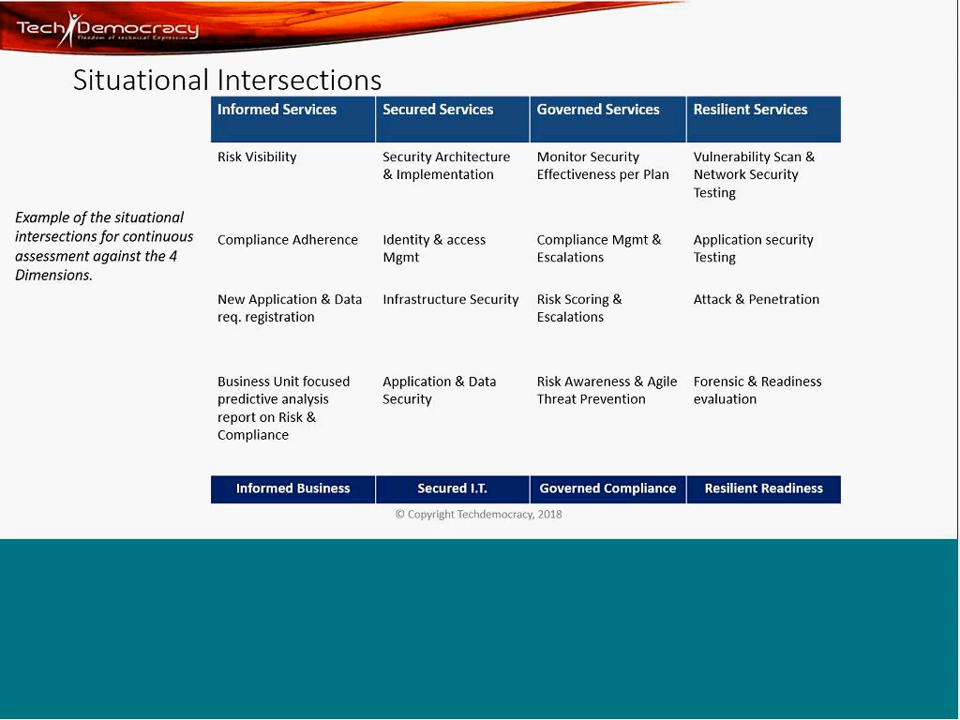 Tech Democracy
Freedom of technical Expression
Situational Intersections
Informed Services
Secured Services
Governed Services
Resilient Services
Risk Visibility
Security Architecture
& Implementation
Monitor Security
Effectiveness per Plan
Vulnerability Scan &
Network Security
Testing
Example of the situational
intersections for continuous
assessment against the 4
Dimensions.
Compliance Adherence
Identity & access
Mgmt
Compliance Mgmt &
Escalations
Application security
Testing
New Application & Data
req. registration
Infrastructure Security
Risk Scoring &
Escalations
Attack & Penetration
Business Unit focused
predictive analysis
report on Risk &
Compliance
Application & Data
Security
Risk Awareness & Agile
Threat Prevention
Forensic & Readiness
evaluation
Informed Business
Secured I.T.
Governed Compliance
Resilient Readiness
© Copyright Techdemocracy, 2018